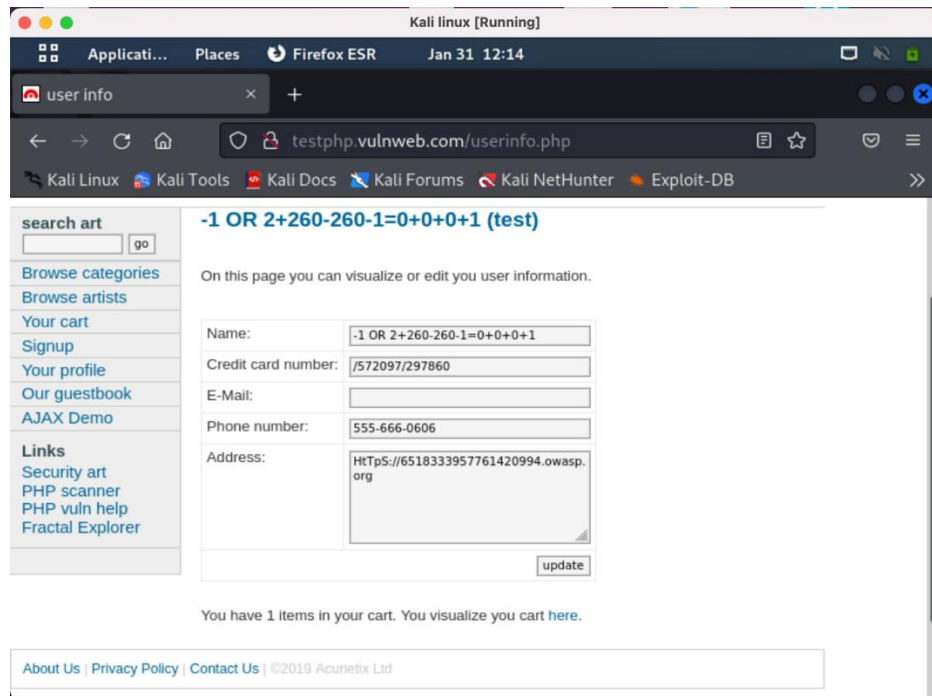 Kali linux [Running]
Applicati... Places Firefox ESR Jan 31 12:14
user info
testphp.vulnweb.com/userinfo.php
Kali Linux Kali Tools Kali Docs Kali Forums Kali NetHunter Exploit-DB
search art
go
Browse categories
Browse artists
Your cart
Signup
Your profile
Our guestbook
AJAX Demo
Links
Security art
PHP scanner
PHP vuln help
Fractal Explorer
-1 OR 2+260-260-1=0+0+0+1 (test)
On this page you can visualize or edit you user information.
Name: -1 OR 2+260-260-1=0+0+0+1
Credit card number: /572097/297860
E-Mail:
Phone number: 555-666-0606
Address: HtTpS://6518333957761420994.owasp.
org
update
You have 1 items in your cart. You visualize you cart here.
About Us | Privacy Policy | Contact Us | ©2019 Acunetix Ltd